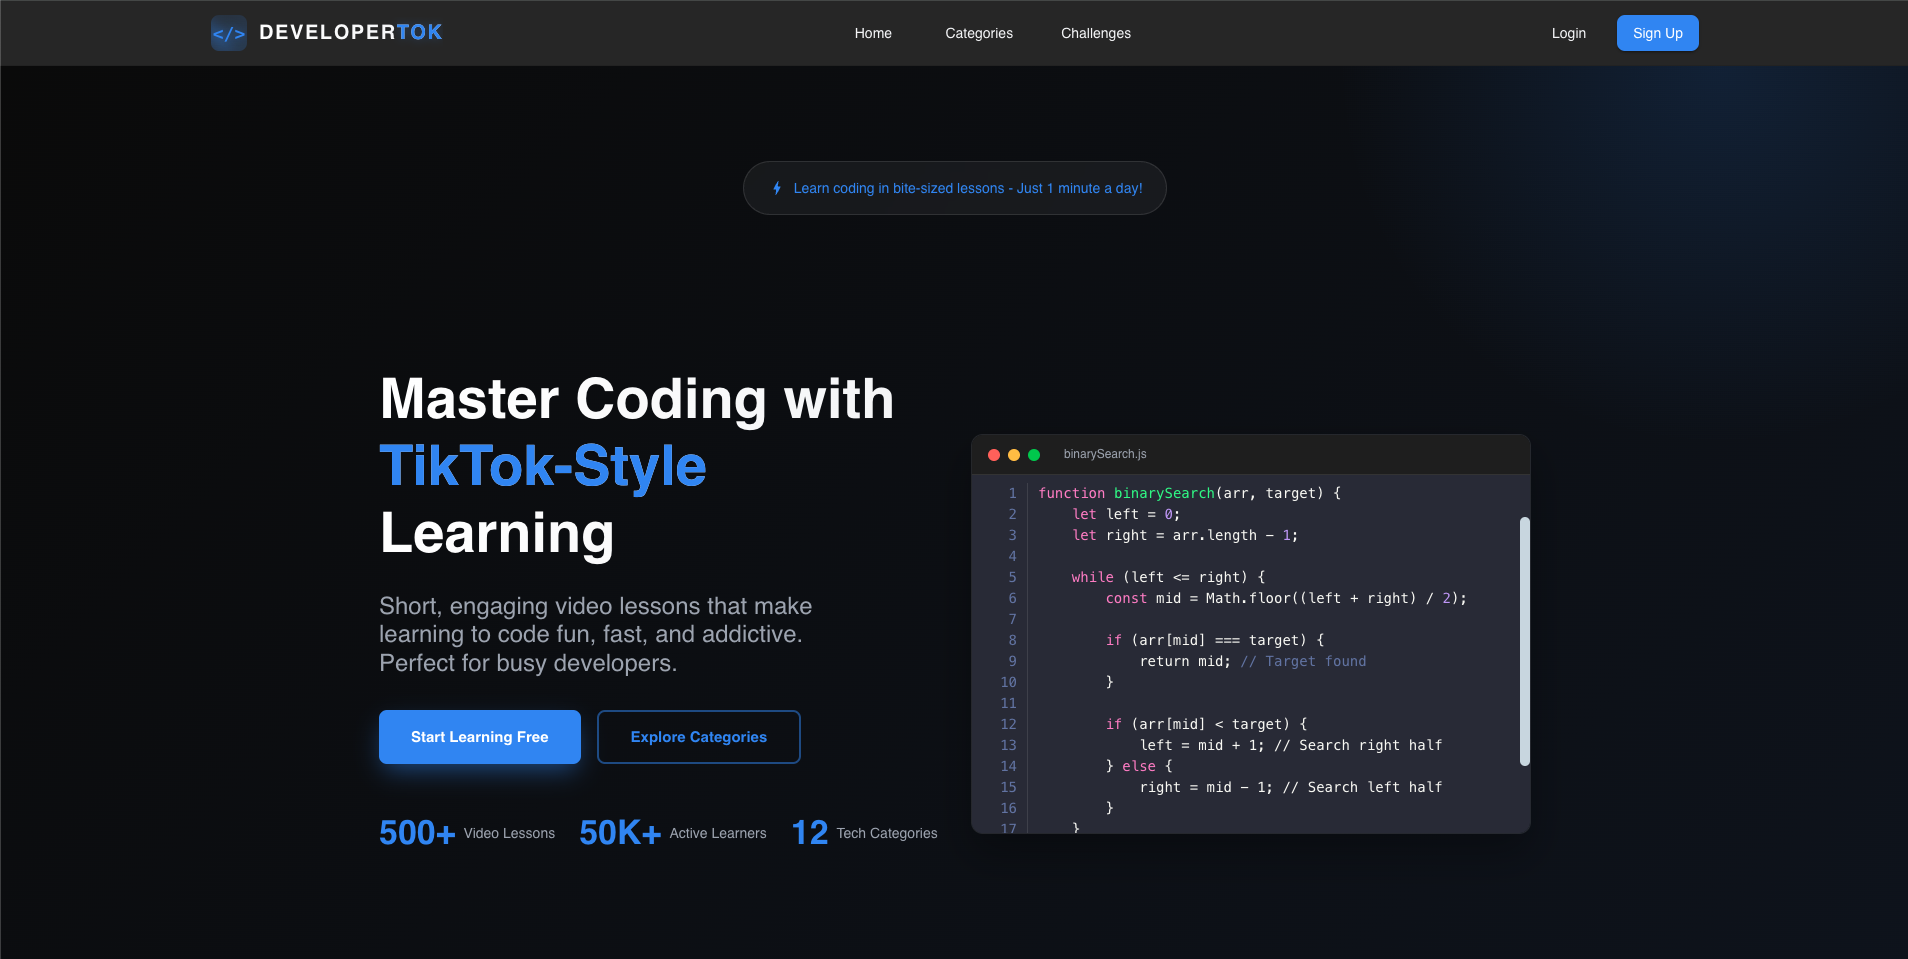 </> DEVELOPERTOK
Home Categories Challenges
Login Sign Up
Learn coding in bite-sized lessons - Just 1 minute a day!
Master Coding with
TikTok-Style
Learning
Short, engaging video lessons that make
learning to code fun, fast, and addictive.
Perfect for busy developers.
Start Learning Free Explore Categories
500+ Video Lessons 50K+ Active Learners 12 Tech Categories
binarySearch.js
1 function binarySearch(arr, target) {
2     let left = 0;
3     let right = arr.length - 1;
4
5     while (left <= right) {
6         const mid = Math.floor((left + right) / 2);
7
8         if (arr[mid] === target) {
9             return mid; // Target found
10         }
11
12         if (arr[mid] < target) {
13             left = mid + 1; // Search right half
14         } else {
15             right = mid - 1; // Search left half
16         }
17     }